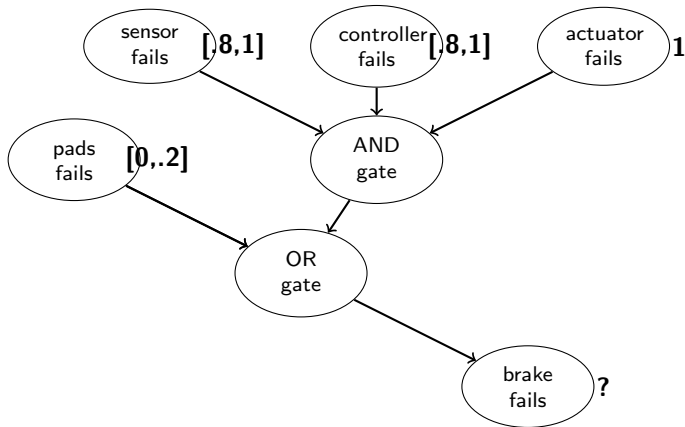 sensor
fails
[.8,1]
controller
fails
[.8,1]
actuator
fails
1
pads
fails
[0,.2]
AND
gate
OR
gate
brake
fails
?